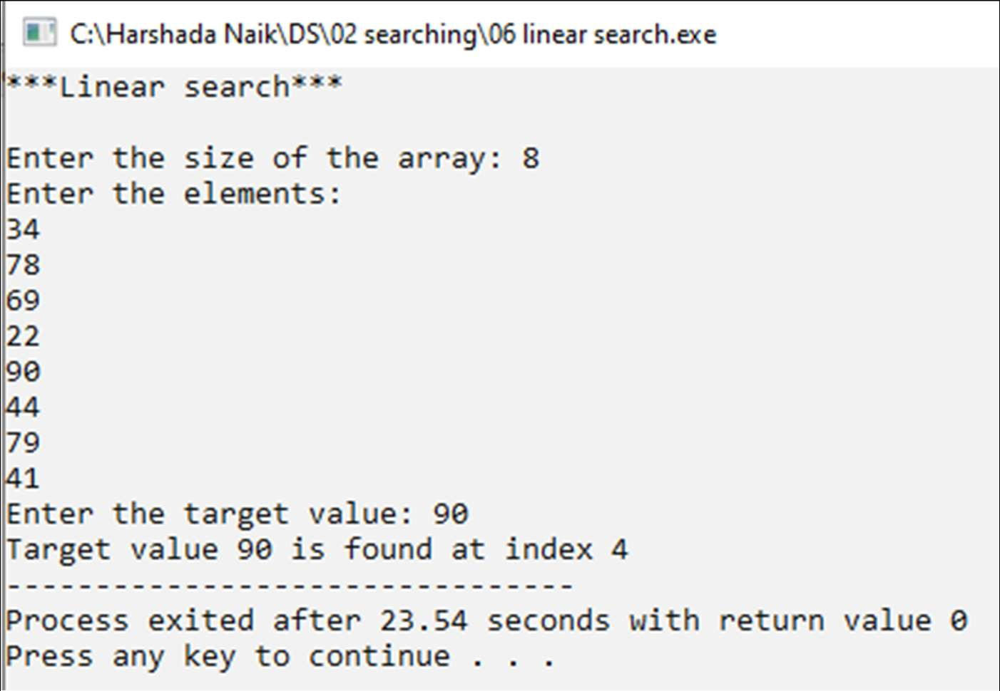 C:\Harshada Naik\DS\02 searching\06 linear search.exe
***Linear search***
Enter the size of the array: 8
Enter the elements:
34
78
69
22
90
44
79
41
Enter the target value: 90
Target value 90 is found at index 4
--------------------------------
Process exited after 23.54 seconds with return value 0
Press any key to continue . . .